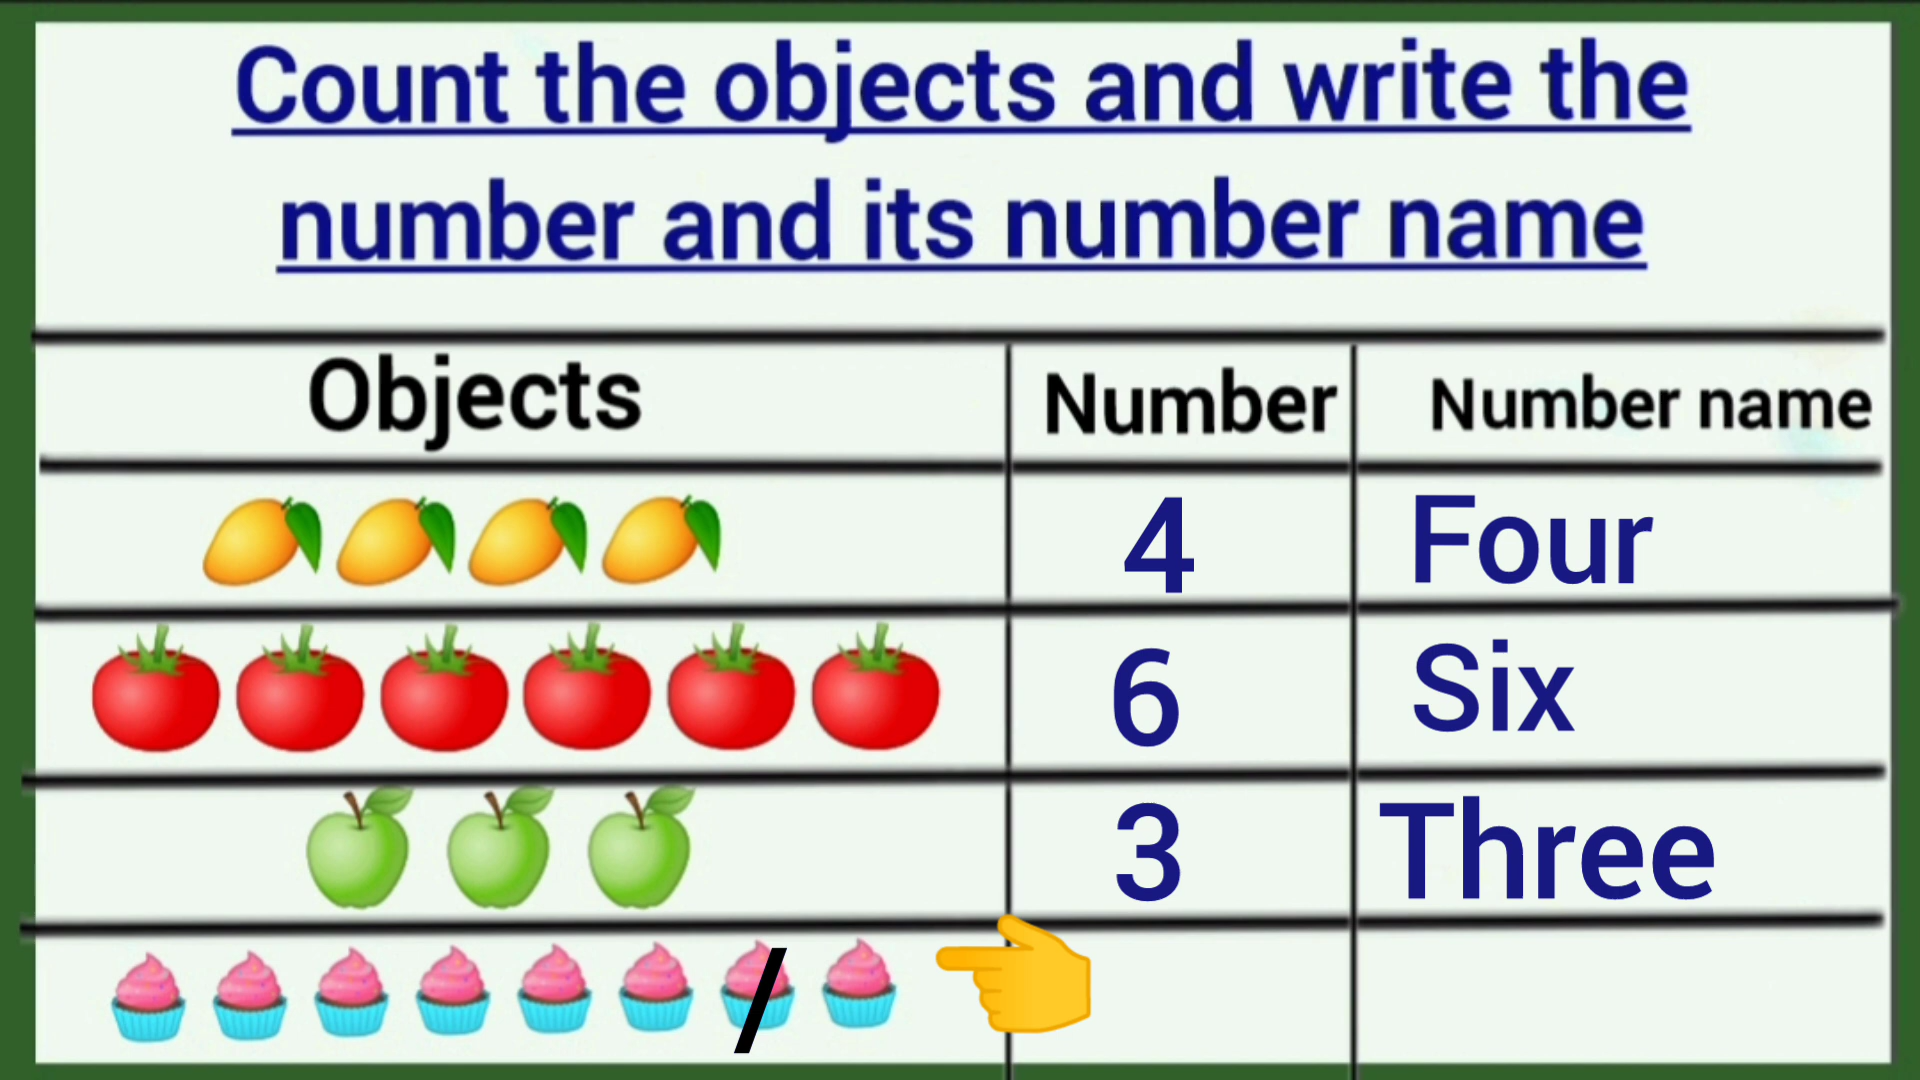 Count the objects and write the
number and its number name
Objects Number Number name
4 Four
6 Six
3 Three
/